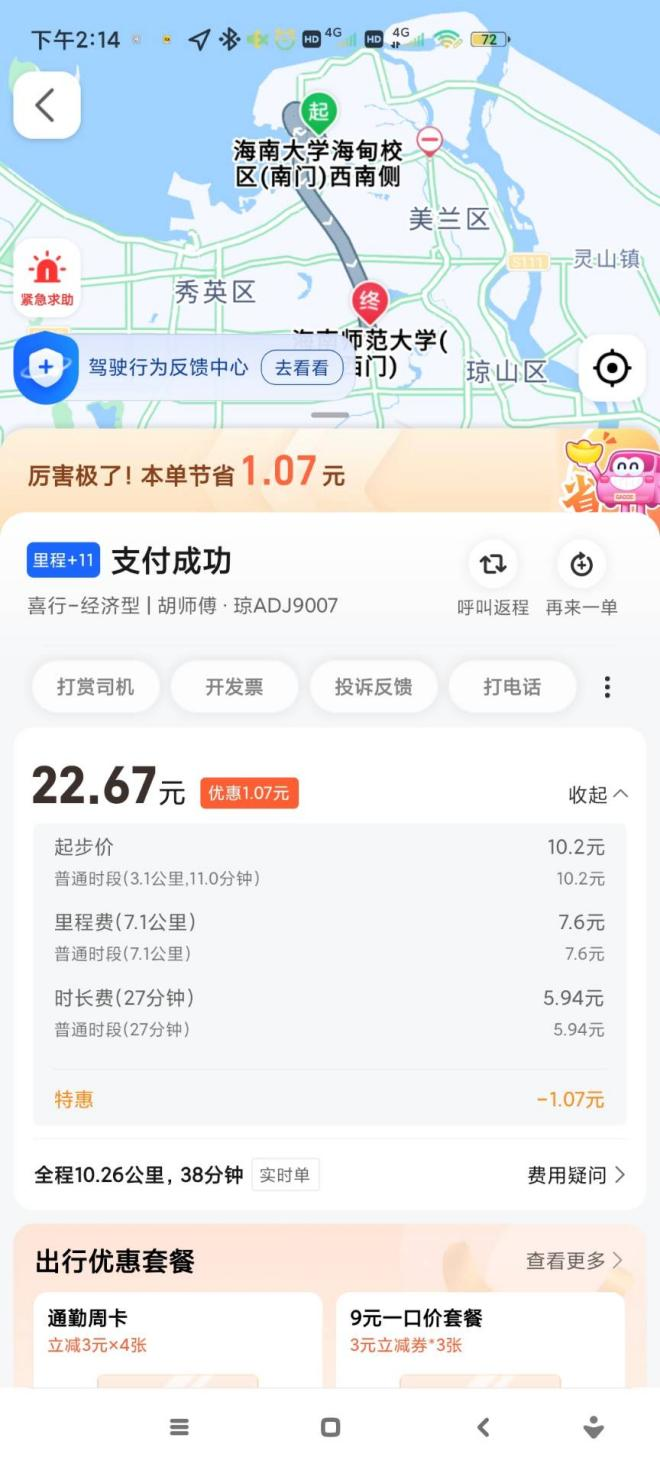 下午2:14
HD 4G HD 4G 72
起
海南大学海甸校
区(南门)西南侧
美兰区
S111 灵山镇
紧急求助
秀英区
终
海南师范大学(
南门)
驾驶行为反馈中心 去看看
琼山区
厉害极了! 本单节省1.07元
省
里程+11 支付成功
喜行-经济型 | 胡师傅 · 琼ADJ9007
呼叫返程 再来一单
打赏司机 开发票 投诉反馈 打电话
22.67元 优惠1.07元 收起
起步价 10.2元
普通时段(3.1公里,11.0分钟) 10.2元
里程费(7.1公里) 7.6元
普通时段(7.1公里) 7.6元
时长费(27分钟) 5.94元
普通时段(27分钟) 5.94元
特惠 -1.07元
全程10.26公里, 38分钟 实时单 费用疑问
出行优惠套餐 查看更多
通勤周卡 9元一口价套餐
立减3元×4张 3元立减券*3张